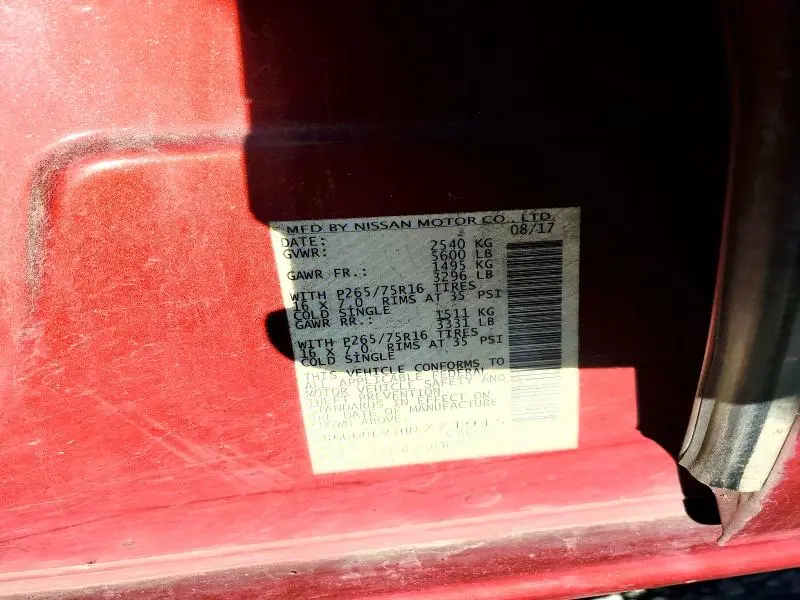 MFD BY NISSAN MOTOR CO., LTD.
DATE: 08/17
GVWR: 2540 KG
5600 LB
GAWR FR.: 1495 KG
3296 LB
WITH P265/75R16 TIRES
16 X 7.0 RIMS AT 35 PSI
COLD SINGLE
GAWR RR.: 1511 KG
3331 LB
WITH P265/75R16 TIRES
16 X 7.0 RIMS AT 35 PSI
COLD SINGLE
THIS VEHICLE CONFORMS TO
ALL APPLICABLE FEDERAL
MOTOR VEHICLE SAFETY AND
THEFT PREVENTION
STANDARDS IN EFFECT ON
THE DATE OF MANUFACTURE
SHOWN ABOVE: